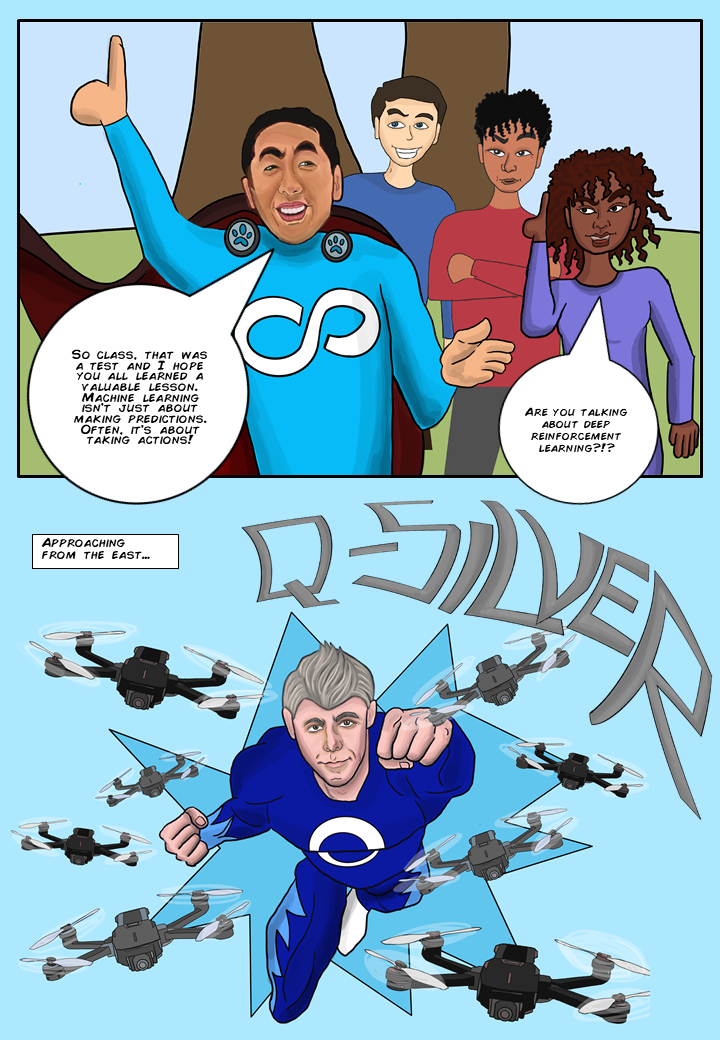 So class, that was
a test and I hope
you all learned a
valuable lesson.
Machine learning
isn't just about
making predictions.
Often, it's about
taking actions!
Are you talking
about deep
reinforcement
learning?!?
Approaching
from the east...
Q-SILVER